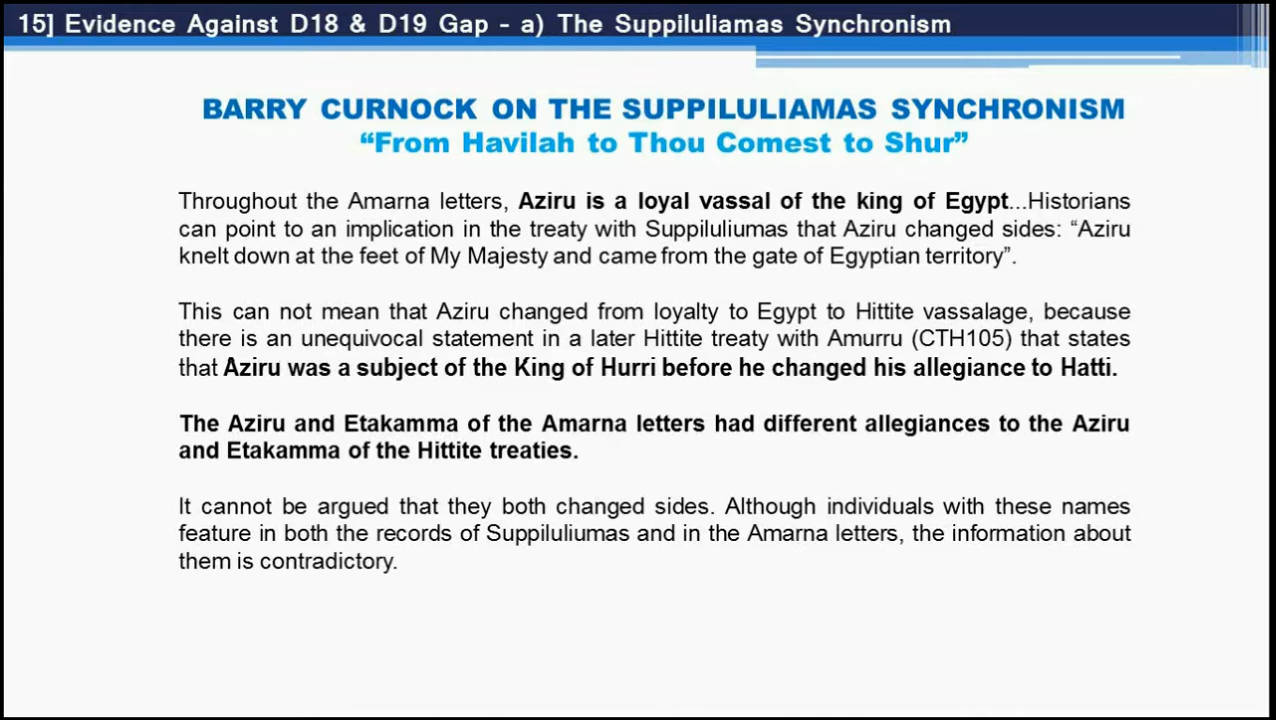 15] Evidence Against D18 & D19 Gap - a) The Suppiluliamas Synchronism
BARRY CURNOCK ON THE SUPPILULIAMAS SYNCHRONISM
“From Havilah to Thou Comest to Shur”
Throughout the Amarna letters, Aziru is a loyal vassal of the king of Egypt...Historians
can point to an implication in the treaty with Suppiluliumas that Aziru changed sides: “Aziru
knelt down at the feet of My Majesty and came from the gate of Egyptian territory”.
This can not mean that Aziru changed from loyalty to Egypt to Hittite vassalage, because
there is an unequivocal statement in a later Hittite treaty with Amurru (CTH105) that states
that Aziru was a subject of the King of Hurri before he changed his allegiance to Hatti.
The Aziru and Etakamma of the Amarna letters had different allegiances to the Aziru
and Etakamma of the Hittite treaties.
It cannot be argued that they both changed sides. Although individuals with these names
feature in both the records of Suppiluliumas and in the Amarna letters, the information about
them is contradictory.